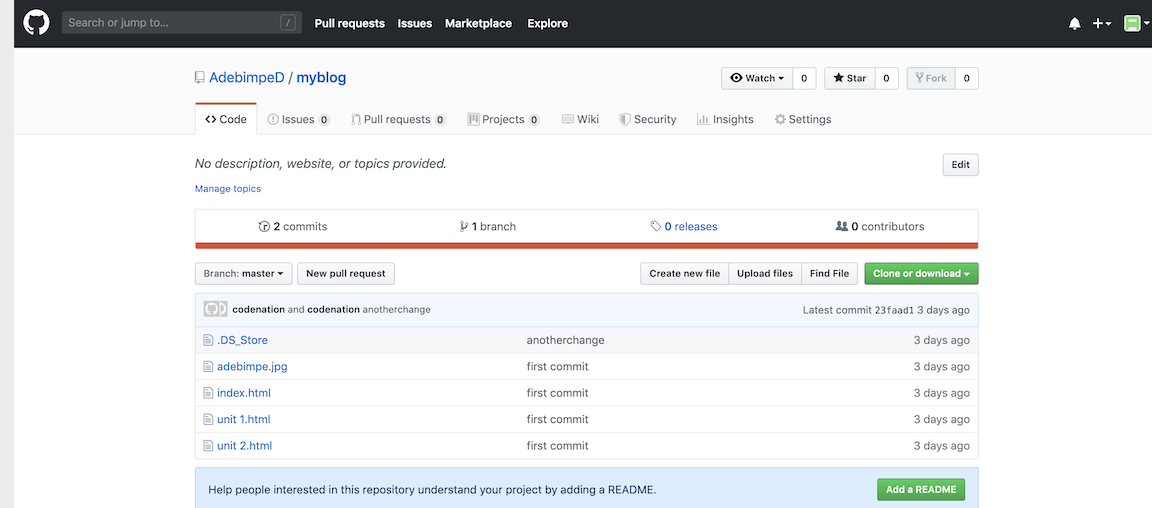 Search or jump to... / Pull requests Issues Marketplace Explore
AdebimpeD / myblog Watch 0 Star 0 Fork 0
Code Issues 0 Pull requests 0 Projects 0 Wiki Security Insights Settings
No description, website, or topics provided. Edit
Manage topics
2 commits 1 branch 0 releases 0 contributors
Branch: master New pull request Create new file Upload files Find File Clone or download
codenation and codenation anotherchange Latest commit 23faad1 3 days ago
.DS_Store anotherchange 3 days ago
adebimpe.jpg first commit 3 days ago
index.html first commit 3 days ago
unit 1.html first commit 3 days ago
unit 2.html first commit 3 days ago
Help people interested in this repository understand your project by adding a README. Add a README